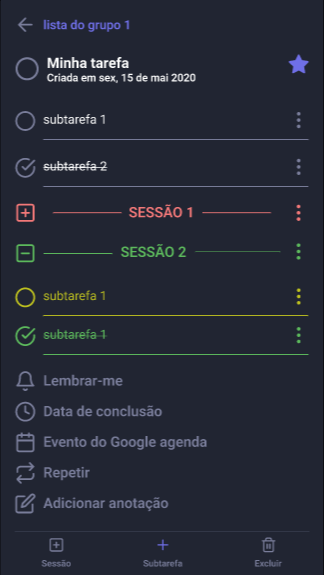 lista do grupo 1
Minha tarefa
Criada em sex, 15 de mai 2020
subtarefa 1
subtarefa 2
SESSÃO 1
SESSÃO 2
subtarefa 1
subtarefa 1
Lembrar-me
Data de conclusão
Evento do Google agenda
Repetir
Adicionar anotação
Sessão Subtarefa Excluir